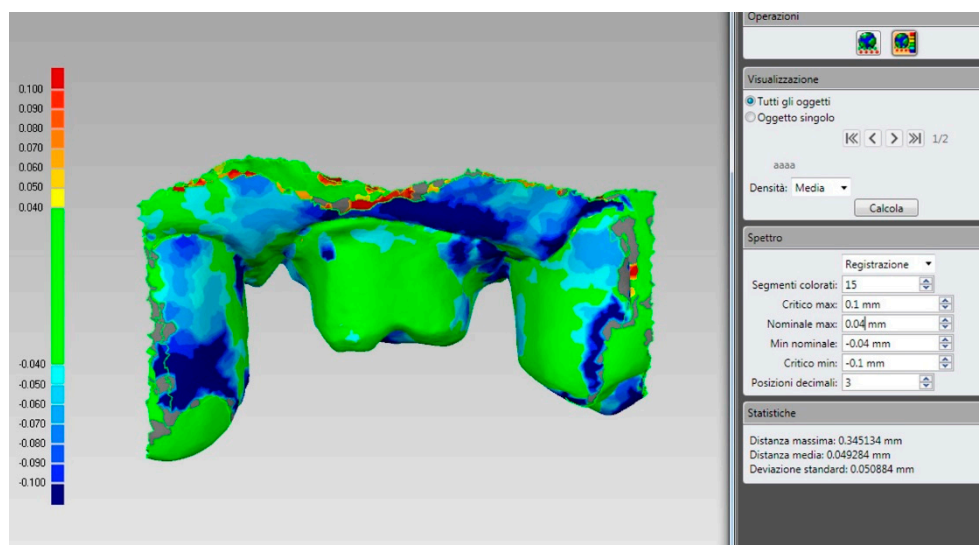 0.100
0.090
0.080
0.070
0.060
0.050
0.040
-0.040
-0.050
-0.060
-0.070
-0.080
-0.090
-0.100
Operazioni
Visualizzazione
Tutti gli oggetti
Oggetto singolo
1/2
aaaa
Densità: Media
Calcola
Spettro
Registrazione
Segmenti colorati: 15
Critico max: 0.1 mm
Nominale max: 0.04 mm
Min nominale: -0.04 mm
Critico min: -0.1 mm
Posizioni decimali: 3
Statistiche
Distanza massima: 0.345134 mm
Distanza media: 0.049284 mm
Deviazione standard: 0.050884 mm